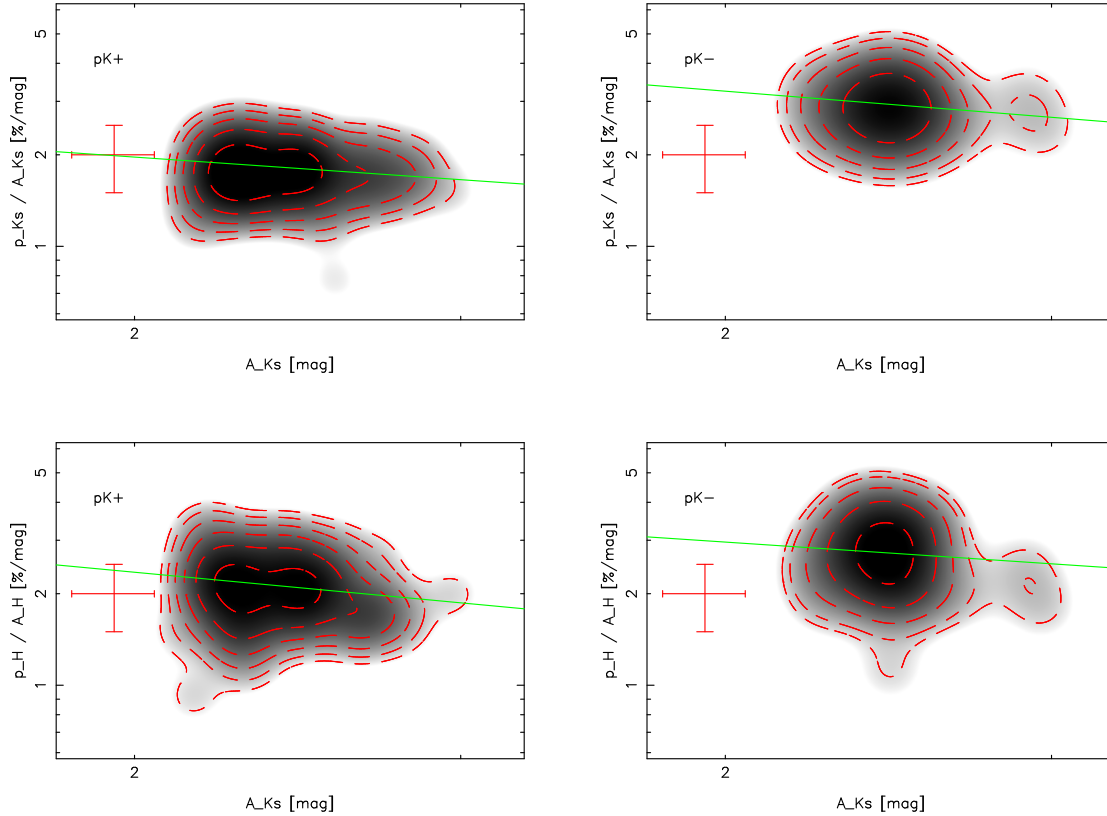 5
2
1
p_Ks / A_Ks [%/mag]
pK+
2
A_Ks [mag]
5
2
1
p_Ks / A_Ks [%/mag]
pK−
2
A_Ks [mag]
5
2
1
p_H / A_H [%/mag]
pK+
2
A_Ks [mag]
5
2
1
p_H / A_H [%/mag]
pK−
2
A_Ks [mag]